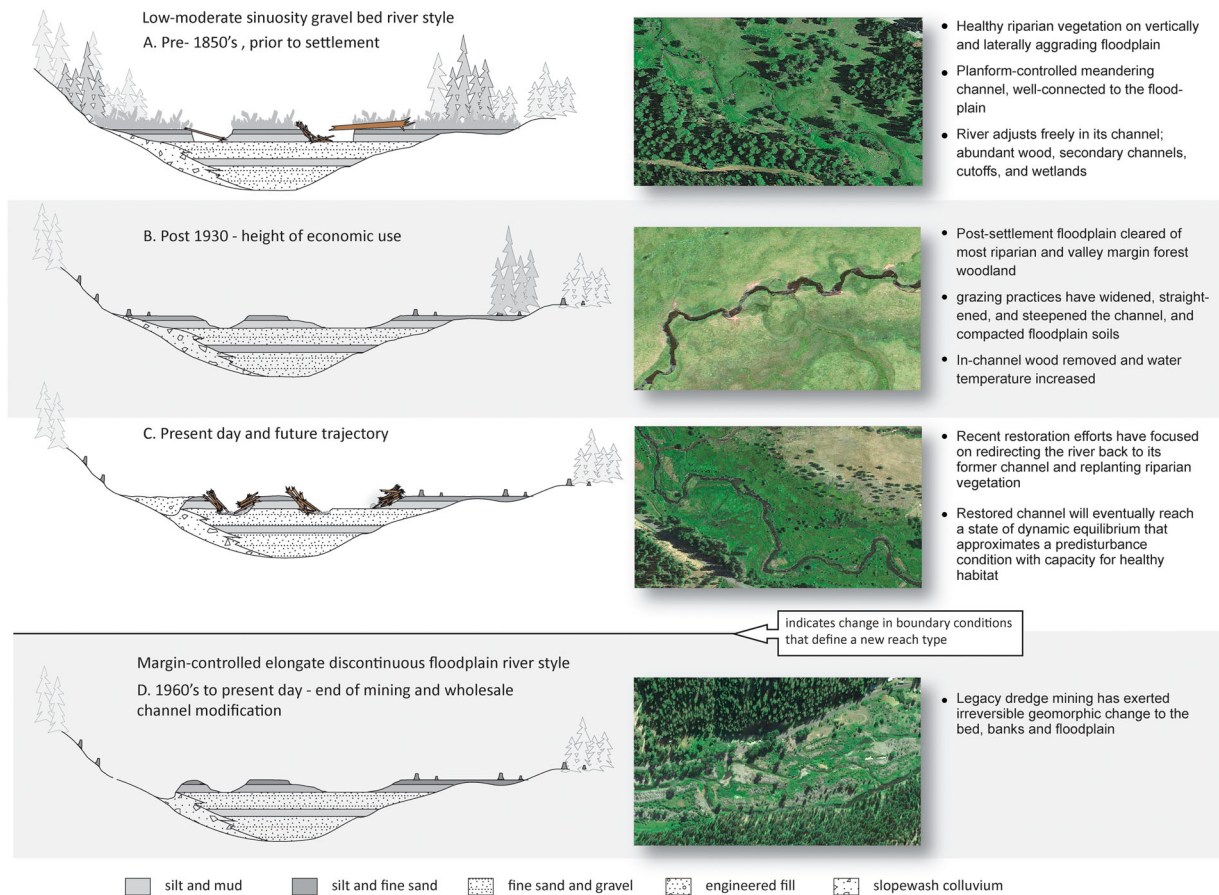 Low-moderate sinuosity gravel bed river style
A. Pre- 1850's , prior to settlement
• Healthy riparian vegetation on vertically
and laterally aggrading floodplain
• Planform-controlled meandering
channel, well-connected to the flood-
plain
• River adjusts freely in its channel;
abundant wood, secondary channels,
cutoffs, and wetlands
B. Post 1930 - height of economic use
• Post-settlement floodplain cleared of
most riparian and valley margin forest
woodland
• grazing practices have widened, straight-
ened, and steepened the channel, and
compacted floodplain soils
• In-channel wood removed and water
temperature increased
C. Present day and future trajectory
• Recent restoration efforts have focused
on redirecting the river back to its
former channel and replanting riparian
vegetation
• Restored channel will eventually reach
a state of dynamic equilibrium that
approximates a predisturbance
condition with capacity for healthy
habitat
indicates change in boundary conditions
that define a new reach type
Margin-controlled elongate discontinuous floodplain river style
D. 1960's to present day - end of mining and wholesale
channel modification
• Legacy dredge mining has exerted
irreversible geomorphic change to the
bed, banks and floodplain
silt and mud silt and fine sand fine sand and gravel engineered fill slopewash colluvium